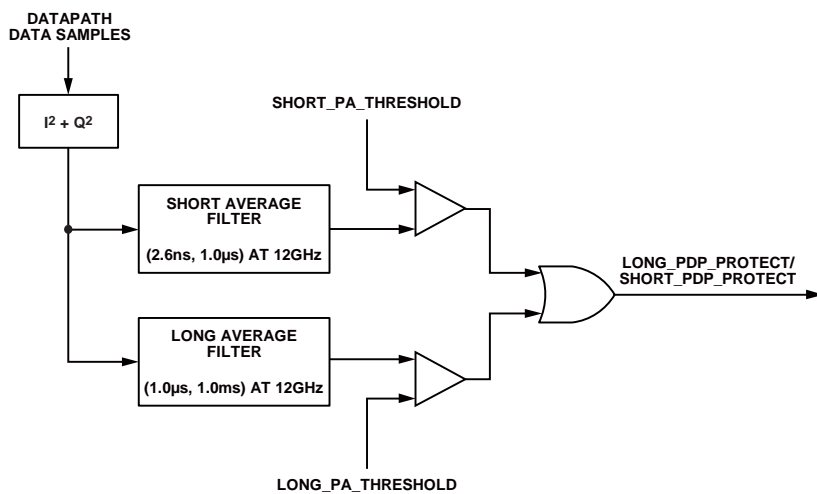 DATAPATH
DATA SAMPLES
I² + Q²
SHORT_PA_THRESHOLD
SHORT AVERAGE
FILTER
(2.6ns, 1.0µs) AT 12GHz
LONG_PDP_PROTECT/
SHORT_PDP_PROTECT
LONG AVERAGE
FILTER
(1.0µs, 1.0ms) AT 12GHz
LONG_PA_THRESHOLD